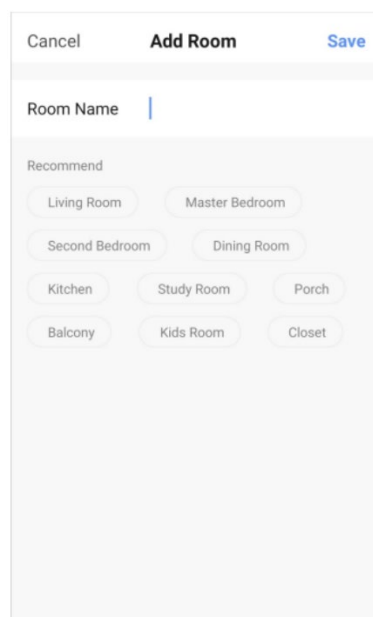 Cancel Add Room Save
Room Name
Recommend
Living Room Master Bedroom
Second Bedroom Dining Room
Kitchen Study Room Porch
Balcony Kids Room Closet